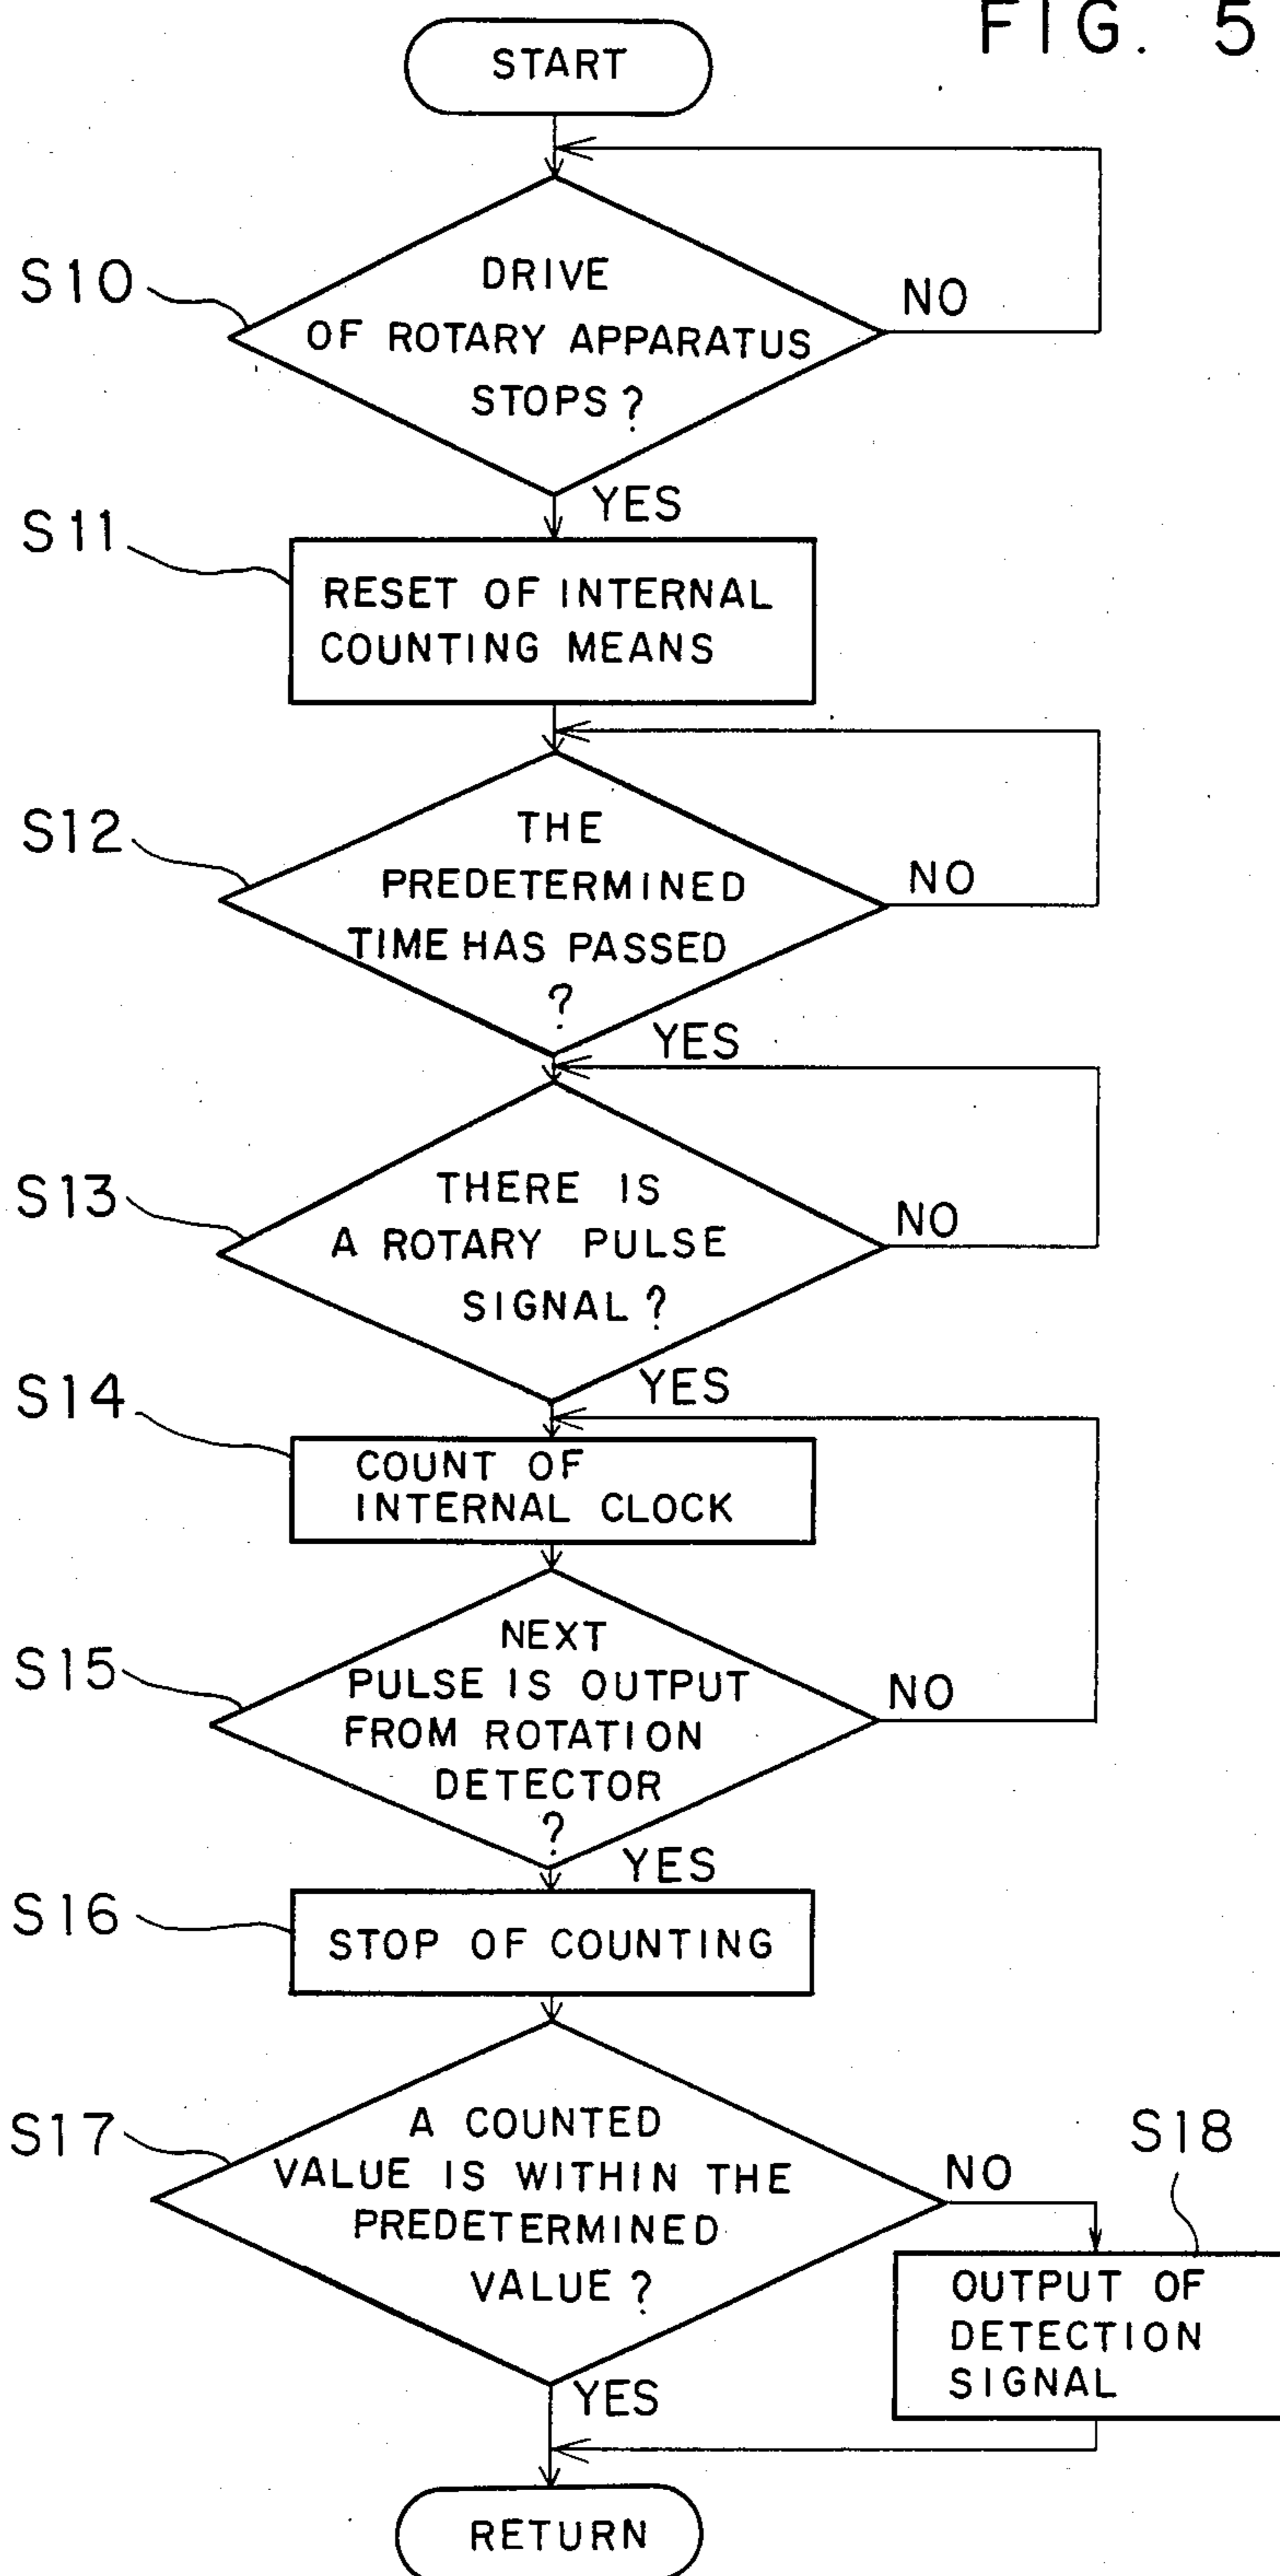 FIG. 5
START
S10
DRIVE
OF ROTARY APPARATUS
STOPS?
NO
YES
S11
RESET OF INTERNAL
COUNTING MEANS
S12
THE
PREDETERMINED
TIME HAS PASSED
?
NO
YES
S13
THERE IS
A ROTARY PULSE
SIGNAL?
NO
YES
S14
COUNT OF
INTERNAL CLOCK
S15
NEXT
PULSE IS OUTPUT
FROM ROTATION
DETECTOR
?
NO
YES
S16
STOP OF COUNTING
S17
A COUNTED
VALUE IS WITHIN THE
PREDETERMINED
VALUE?
NO
YES
S18
OUTPUT OF
DETECTION
SIGNAL
RETURN